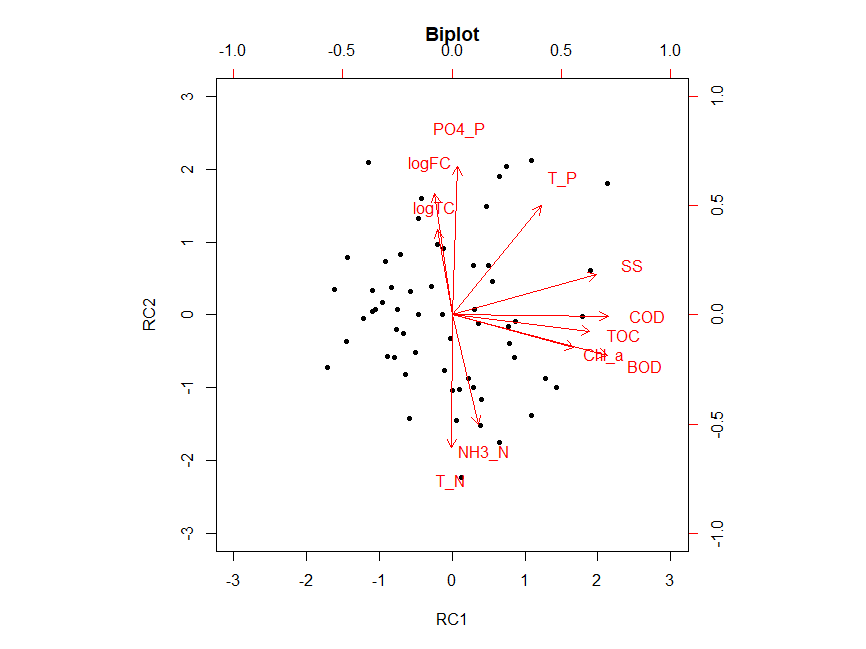 Biplot
-1.0 -0.5 0.0 0.5 1.0
3 1.0
PO4_P
logFC
2 T_P
logTC 0.5
1
SS
RC2
0 0.0
COD
TOC
Chl_a
BOD
-1
-0.5
NH3_N
-2
T_N
-3 -1.0
-3 -2 -1 0 1 2 3
RC1